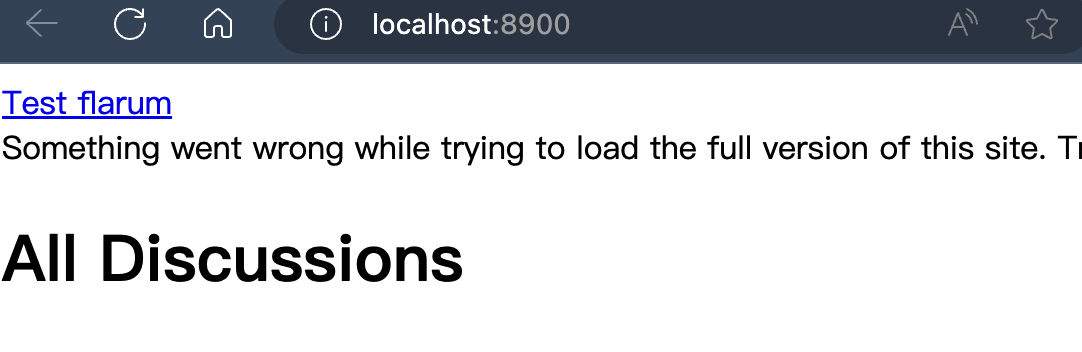 localhost:8900
Test flarum
Something went wrong while trying to load the full version of this site.
All Discussions